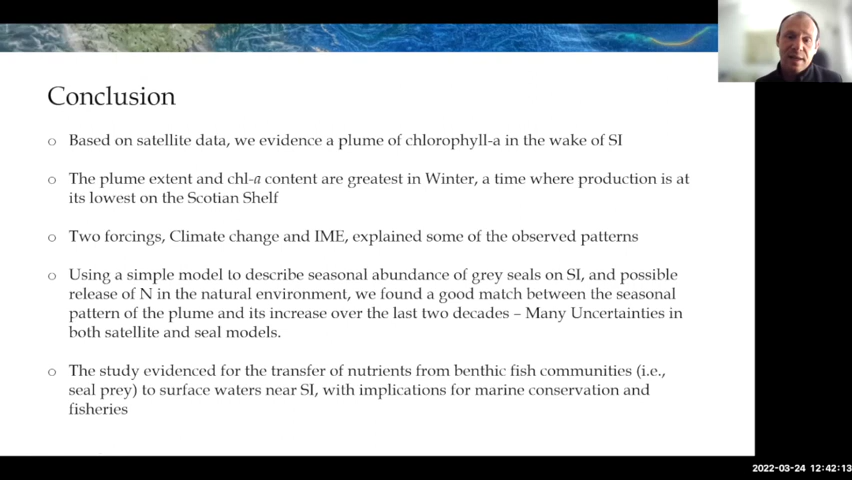 Conclusion
o Based on satellite data, we evidence a plume of chlorophyll-a in the wake of SI
o The plume extent and chl-a content are greatest in Winter, a time where production is at
its lowest on the Scotian Shelf
o Two forcings, Climate change and IME, explained some of the observed patterns
o Using a simple model to describe seasonal abundance of grey seals on SI, and possible
release of N in the natural environment, we found a good match between the seasonal
pattern of the plume and its increase over the last two decades – Many Uncertainties in
both satellite and seal models.
o The study evidenced for the transfer of nutrients from benthic fish communities (i.e.,
seal prey) to surface waters near SI, with implications for marine conservation and
fisheries
2022-03-24 12:42:13